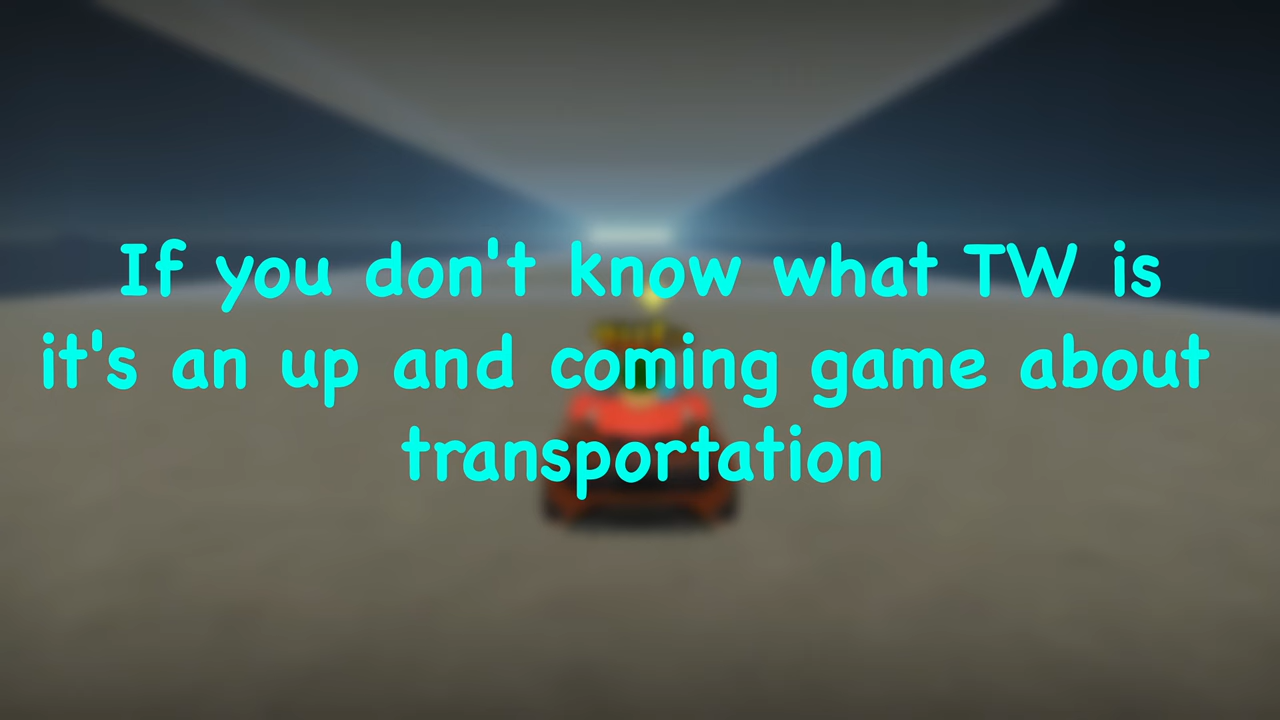 If you don't know what TW is
it's an up and coming game about
transportation